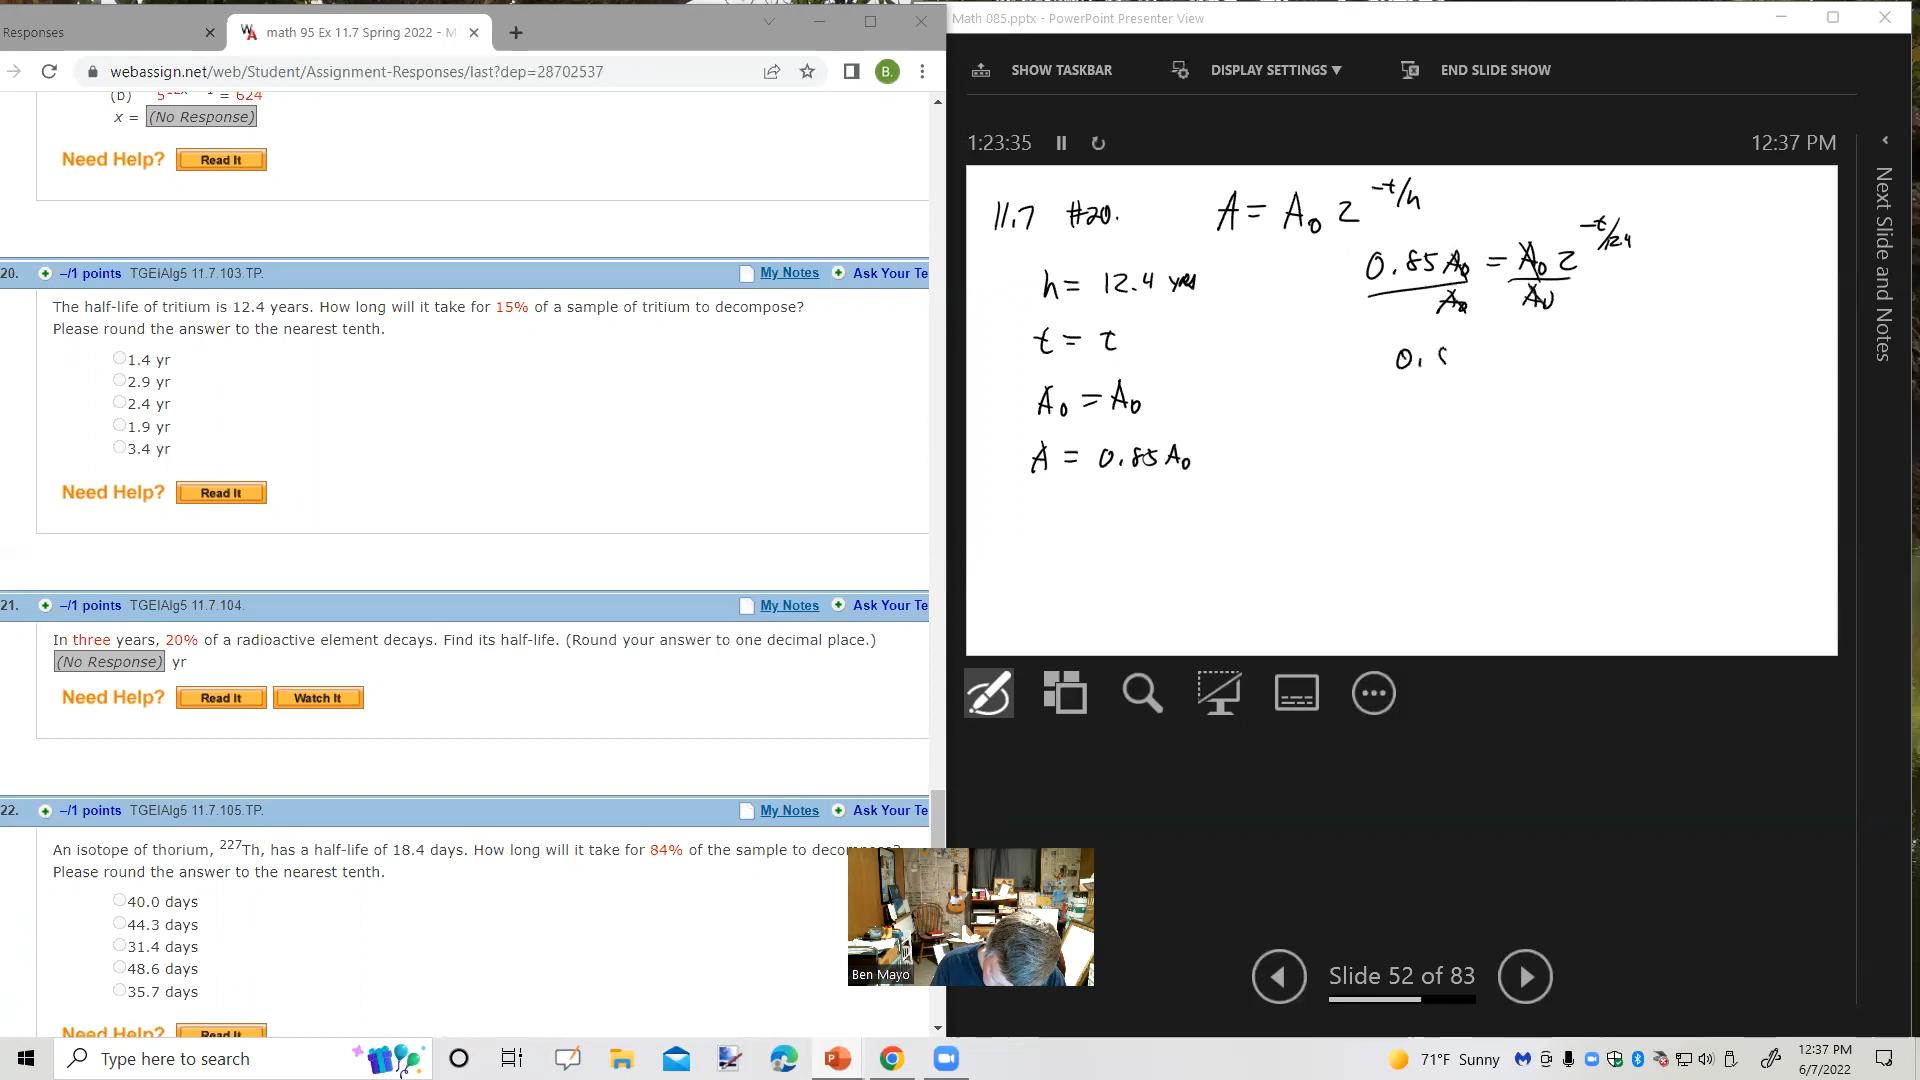 Responses
math 95 Ex 11.7 Spring 2022 - M
webassign.net/web/Student/Assignment-Responses/last?dep=28702537
B.
(b)
= 624
x = (No Response)
Need Help? Read It
20. –/1 points TGEIAlg5 11.7.103.TP. My Notes Ask Your Te
The half-life of tritium is 12.4 years. How long will it take for 15% of a sample of tritium to decompose?
Please round the answer to the nearest tenth.
1.4 yr
2.9 yr
2.4 yr
1.9 yr
3.4 yr
Need Help? Read It
21. –/1 points TGEIAlg5 11.7.104. My Notes Ask Your Te
In three years, 20% of a radioactive element decays. Find its half-life. (Round your answer to one decimal place.)
(No Response) yr
Need Help? Read It Watch It
22. –/1 points TGEIAlg5 11.7.105.TP. My Notes Ask Your Te
An isotope of thorium, 227Th, has a half-life of 18.4 days. How long will it take for 84% of the sample to decompose?
Please round the answer to the nearest tenth.
40.0 days
44.3 days
31.4 days
48.6 days
35.7 days
Need Help? Read It
Math 085.pptx - PowerPoint Presenter View
SHOW TASKBAR DISPLAY SETTINGS ▼ END SLIDE SHOW
1:23:35 12:37 PM
11.7 #20. A = A₀ 2^(-t/h)
h = 12.4 yrs
0.85A₀ = A₀ 2^(-t/12.4)
A₀ A₀
t = t
0.8
A₀ = A₀
A = 0.85A₀
Next Slide and Notes
Slide 52 of 83
Ben Mayo
Type here to search
71°F Sunny
12:37 PM
6/7/2022